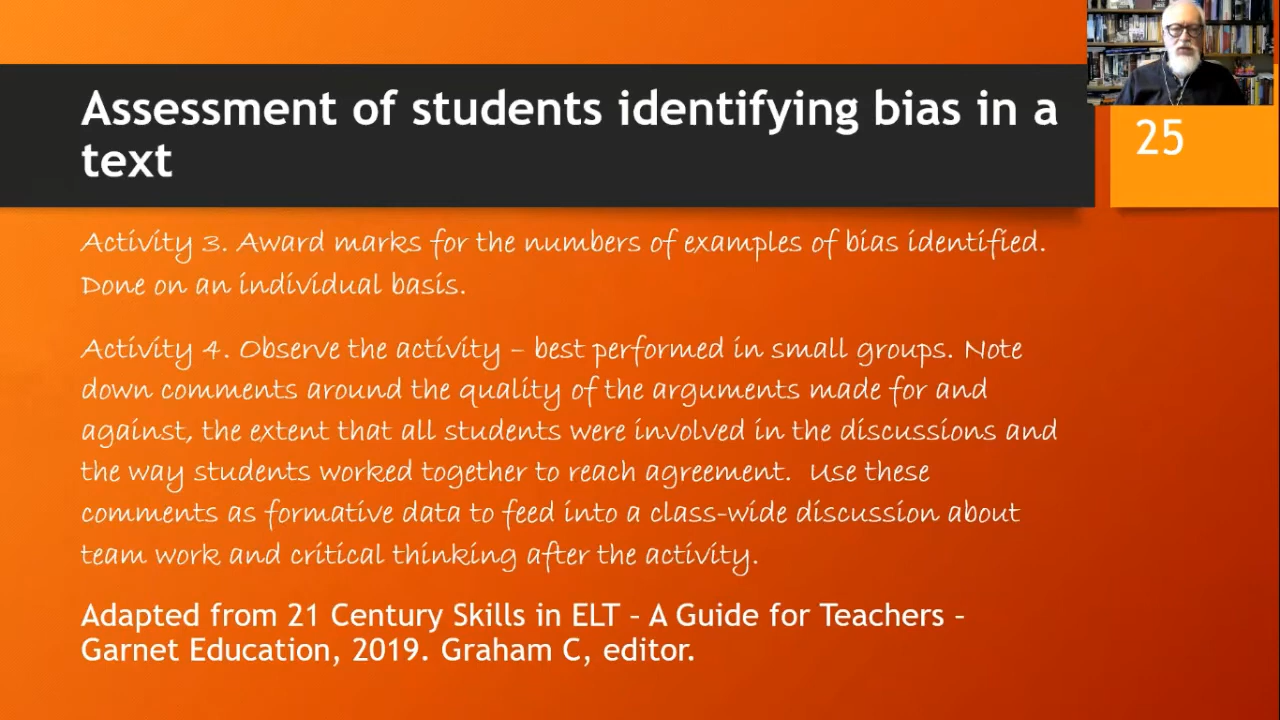 Assessment of students identifying bias in a
text
25
Activity 3. Award marks for the numbers of examples of bias identified.
Done on an individual basis.
Activity 4. Observe the activity – best performed in small groups. Note
down comments around the quality of the arguments made for and
against, the extent that all students were involved in the discussions and
the way students worked together to reach agreement.  Use these
comments as formative data to feed into a class-wide discussion about
team work and critical thinking after the activity.
Adapted from 21 Century Skills in ELT – A Guide for Teachers –
Garnet Education, 2019. Graham C, editor.